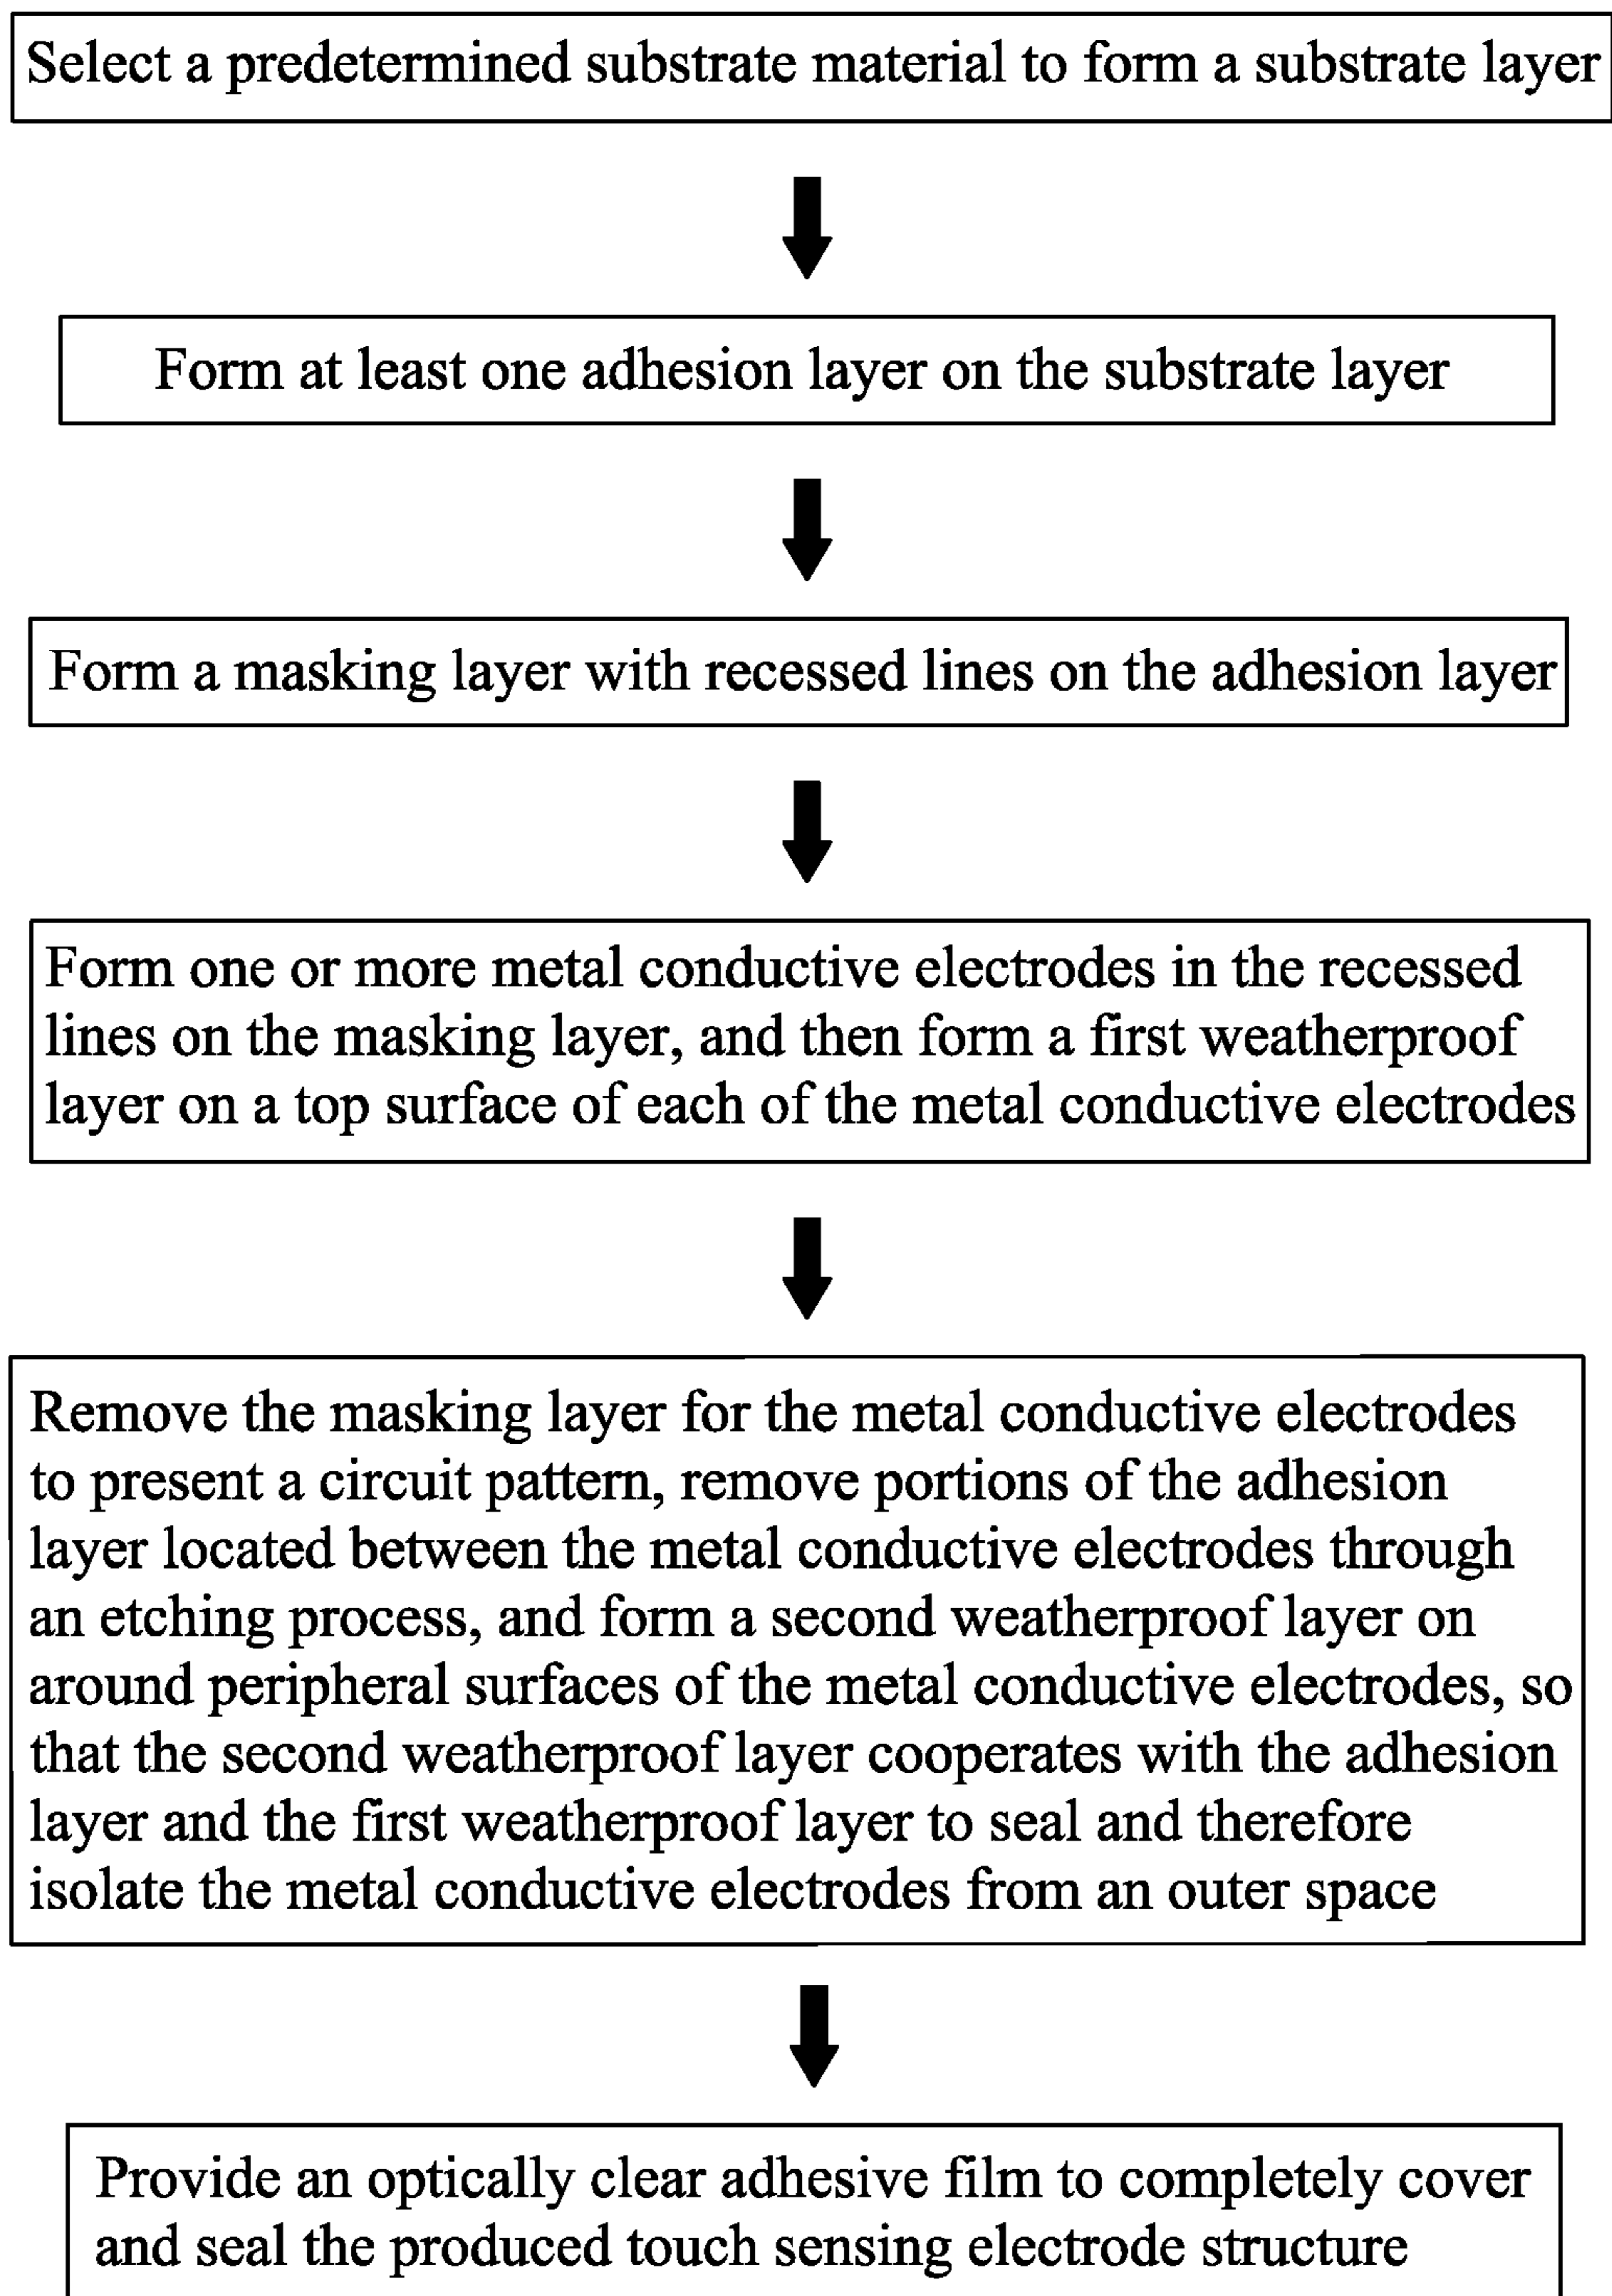 Select a predetermined substrate material to form a substrate layer
Form at least one adhesion layer on the substrate layer
Form a masking layer with recessed lines on the adhesion layer
Form one or more metal conductive electrodes in the recessed
lines on the masking layer, and then form a first weatherproof
layer on a top surface of each of the metal conductive electrodes
Remove the masking layer for the metal conductive electrodes
to present a circuit pattern, remove portions of the adhesion
layer located between the metal conductive electrodes through
an etching process, and form a second weatherproof layer on
around peripheral surfaces of the metal conductive electrodes, so
that the second weatherproof layer cooperates with the adhesion
layer and the first weatherproof layer to seal and therefore
isolate the metal conductive electrodes from an outer space
Provide an optically clear adhesive film to completely cover
and seal the produced touch sensing electrode structure